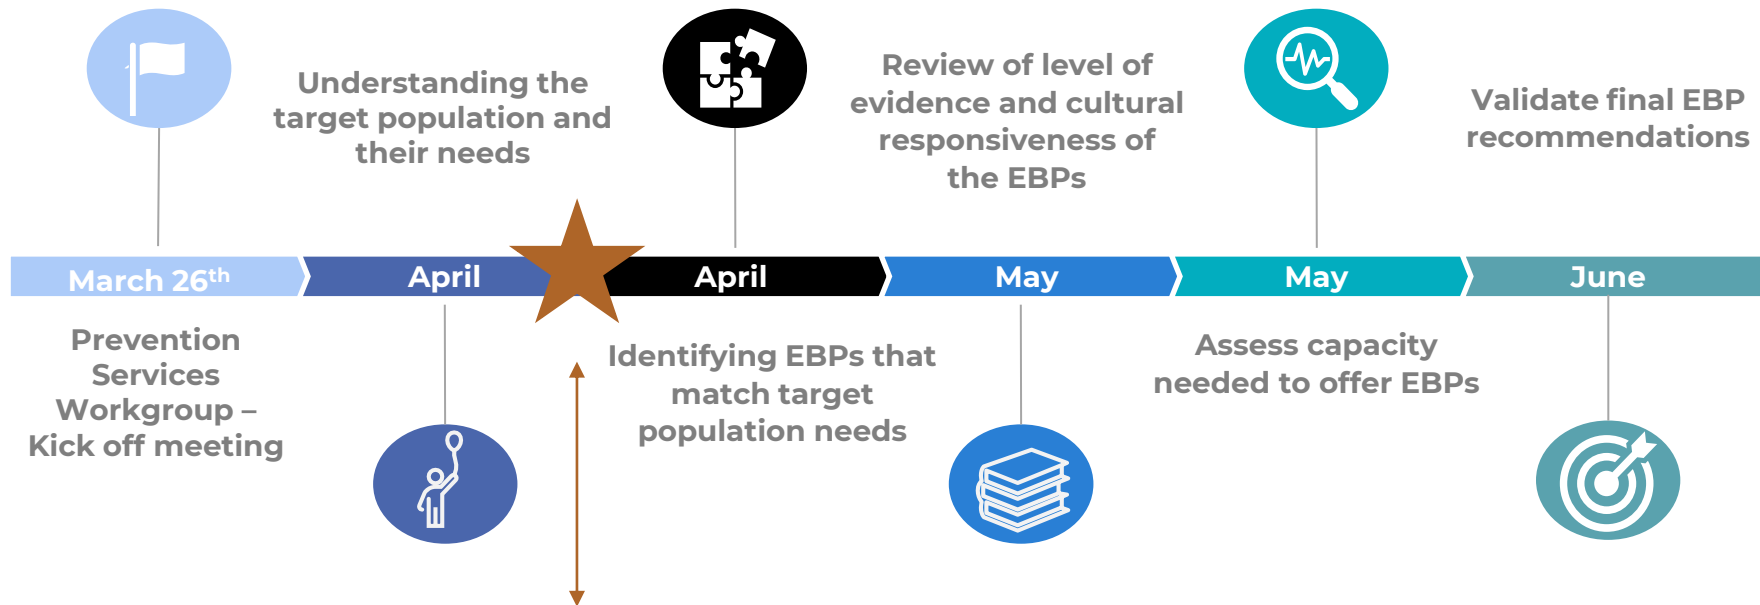 Understanding the
target population and
their needs
Review of level of
evidence and cultural
responsiveness of
the EBPs
Validate final EBP
recommendations
March 26th
April
April
May
May
June
Prevention
Services
Workgroup –
Kick off meeting
Identifying EBPs that
match target
population needs
Assess capacity
needed to offer EBPs